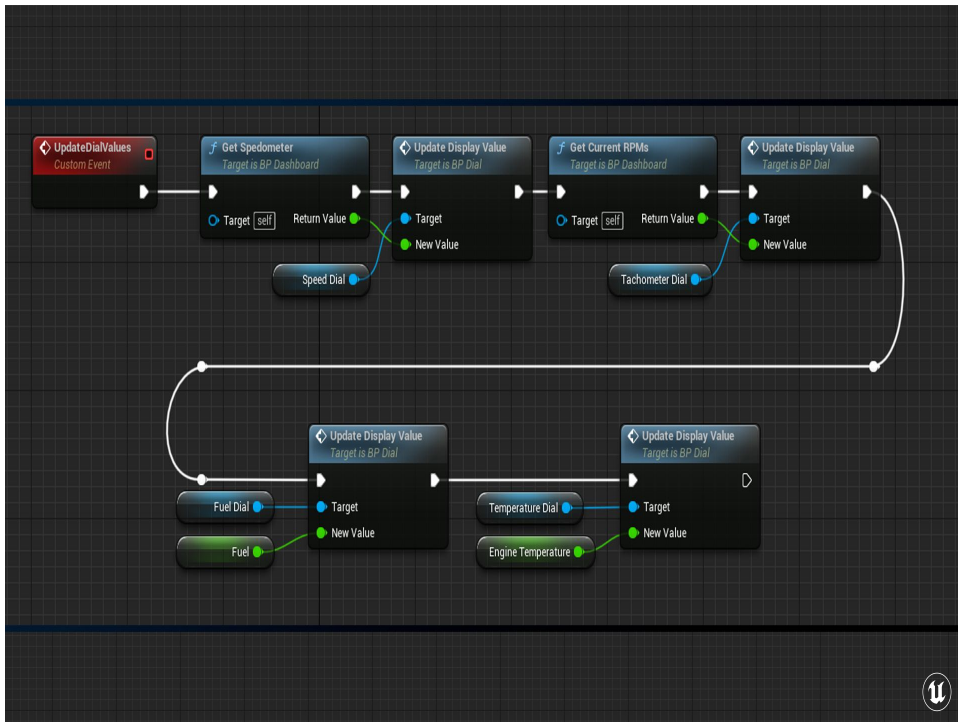 UpdateDialValues
Custom Event
Get Spedometer
Target is BP Dashboard
Target self
Return Value
Update Display Value
Target is BP Dial
Target
New Value
Speed Dial
Get Current RPMs
Target is BP Dashboard
Target self
Return Value
Update Display Value
Target is BP Dial
Target
New Value
Tachometer Dial
Update Display Value
Target is BP Dial
Target
New Value
Fuel Dial
Fuel
Update Display Value
Target is BP Dial
Target
New Value
Temperature Dial
Engine Temperature